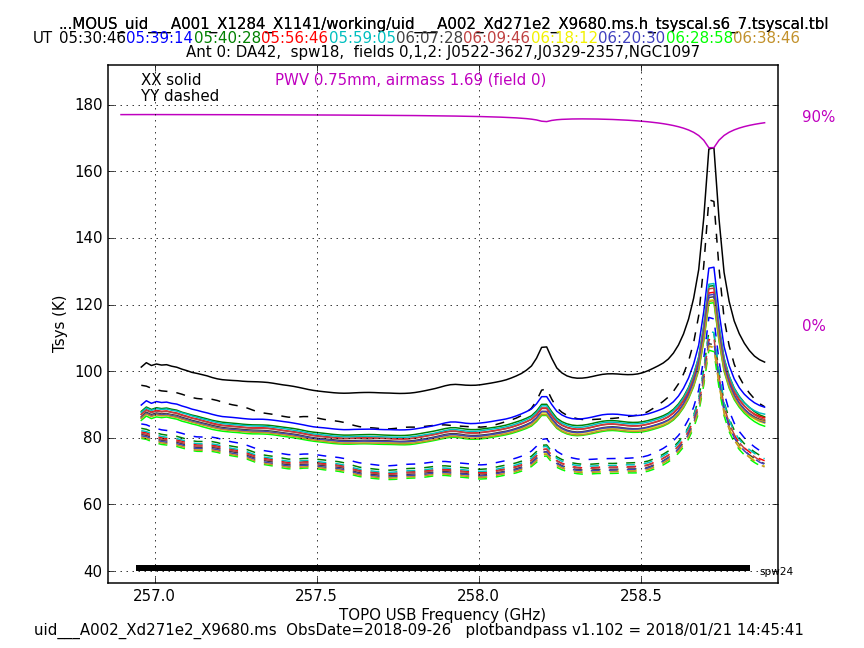 ...MOUS_uid___A001_X1284_X1141/working/uid___A002_Xd271e2_X9680.ms.h_tsyscal.s6_7.tsyscal.tbl
UT 05:30:46 05:39:14 05:40:28 05:56:46 05:59:05 06:07:28 06:09:46 06:18:12 06:20:30 06:28:58 06:38:46
Ant 0: DA42, spw18, fields 0,1,2: J0522-3627,J0329-2357,NGC1097
XX solid
YY dashed
PWV 0.75mm, airmass 1.69 (field 0)
90%
0%
180
160
140
120
100
80
60
40
Tsys (K)
spw24
257.0 257.5 258.0 258.5
TOPO USB Frequency (GHz)
uid___A002_Xd271e2_X9680.ms ObsDate=2018-09-26 plotbandpass v1.102 = 2018/01/21 14:45:41